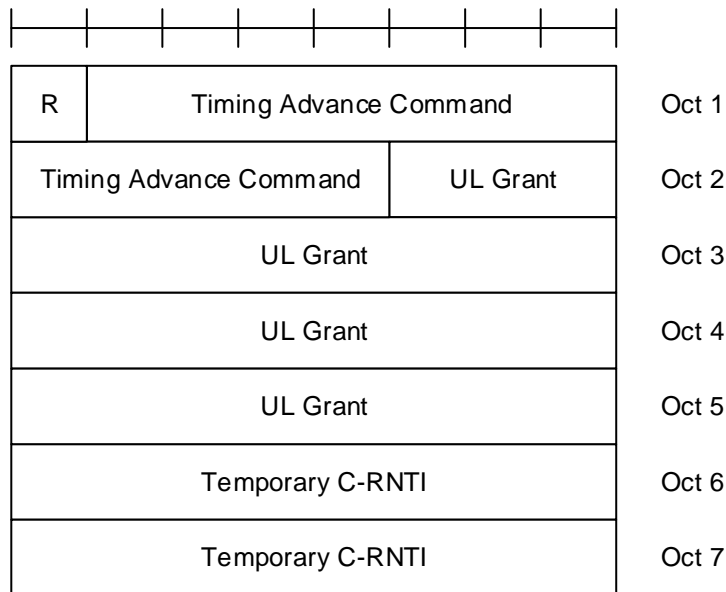 R Timing Advance Command Oct 1
Timing Advance Command UL Grant Oct 2
UL Grant Oct 3
UL Grant Oct 4
UL Grant Oct 5
Temporary C-RNTI Oct 6
Temporary C-RNTI Oct 7